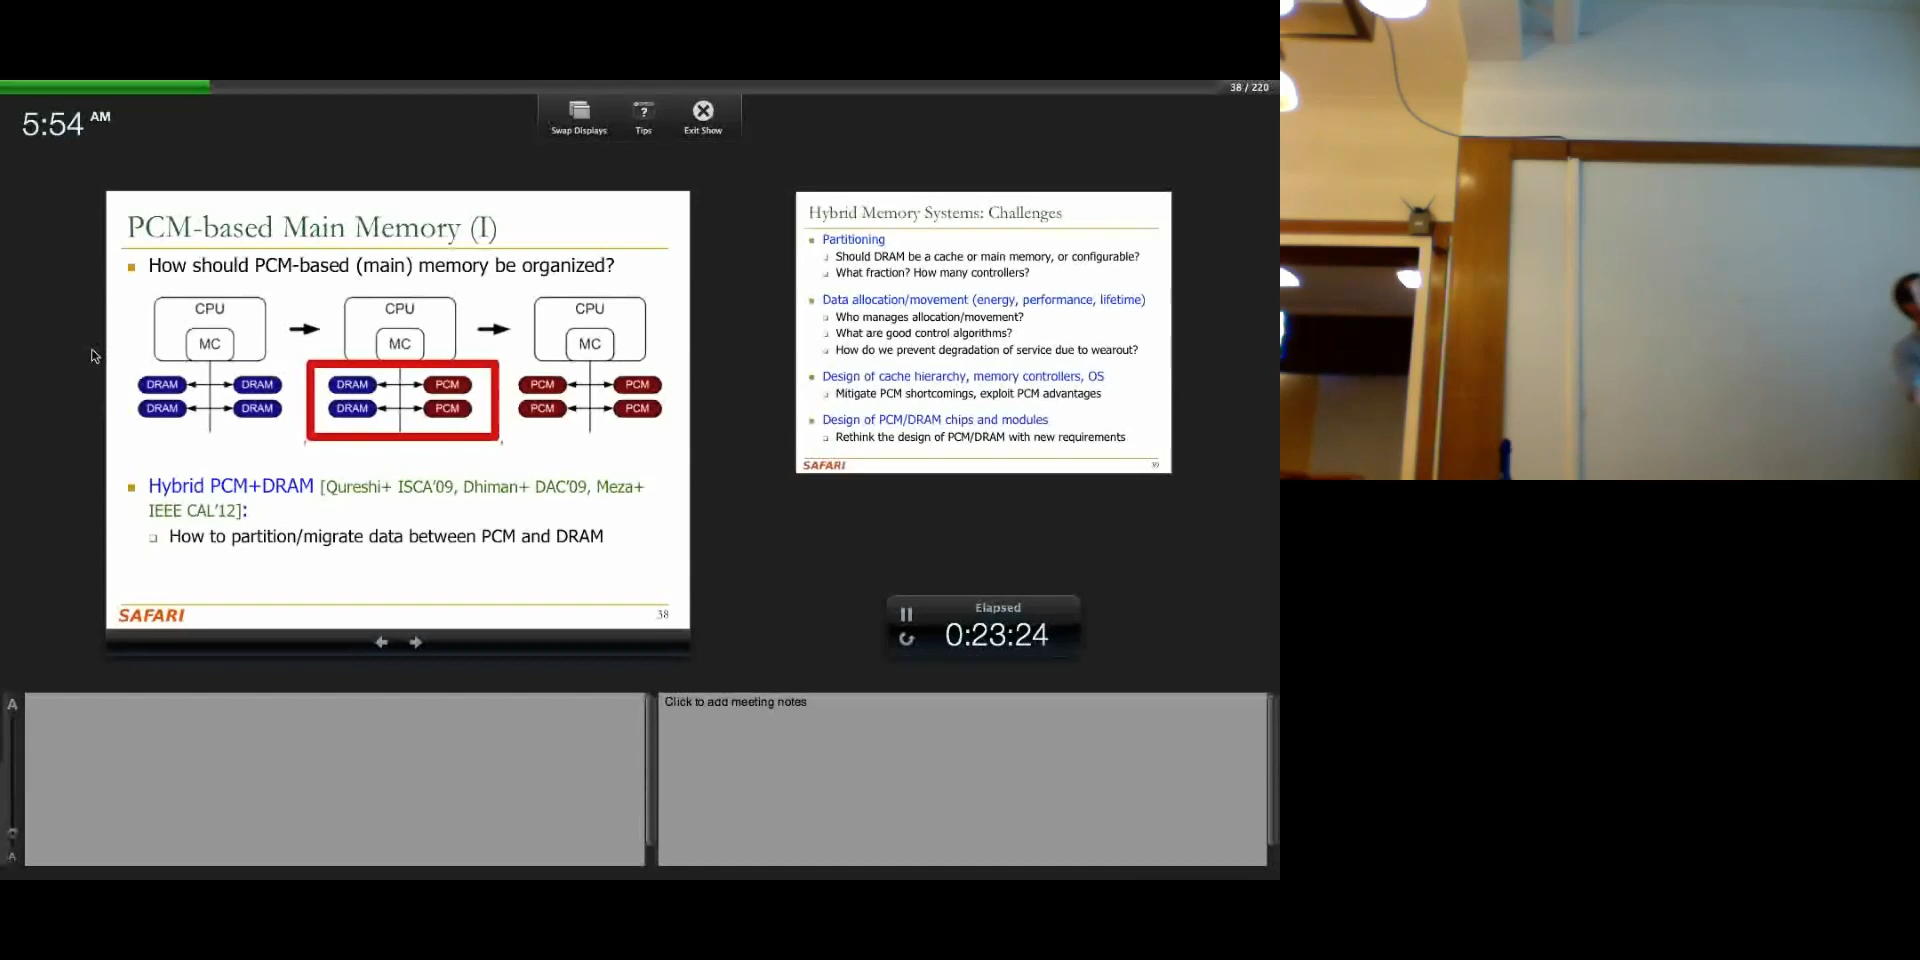 38 / 220
5:54 AM
Swap Displays
Tips
Exit Show
PCM-based Main Memory (I)
How should PCM-based (main) memory be organized?
CPU
MC
DRAM DRAM
DRAM DRAM
CPU
MC
DRAM PCM
DRAM PCM
CPU
MC
PCM PCM
PCM PCM
Hybrid PCM+DRAM [Qureshi+ ISCA'09, Dhiman+ DAC'09, Meza+
IEEE CAL'12]:
How to partition/migrate data between PCM and DRAM
SAFARI
38
Hybrid Memory Systems: Challenges
Partitioning
Should DRAM be a cache or main memory, or configurable?
What fraction? How many controllers?
Data allocation/movement (energy, performance, lifetime)
Who manages allocation/movement?
What are good control algorithms?
How do we prevent degradation of service due to wearout?
Design of cache hierarchy, memory controllers, OS
Mitigate PCM shortcomings, exploit PCM advantages
Design of PCM/DRAM chips and modules
Rethink the design of PCM/DRAM with new requirements
SAFARI
39
Elapsed
0:23:24
A
A
Click to add meeting notes